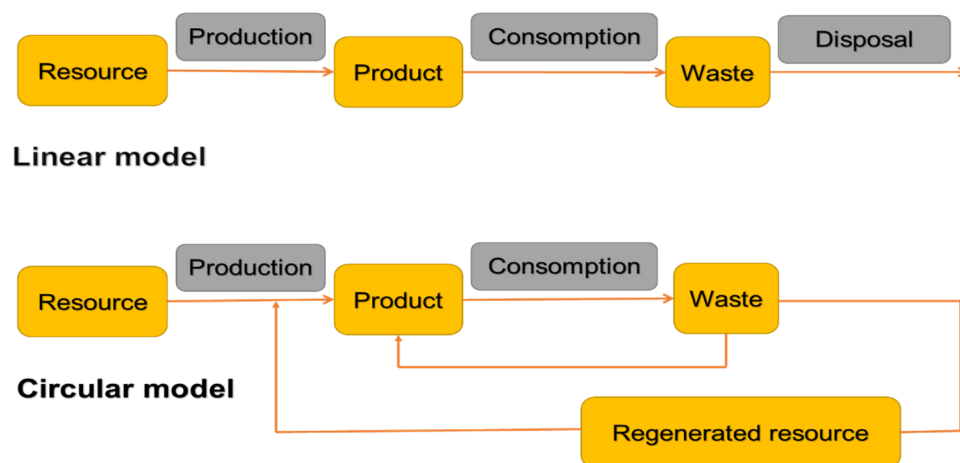 Production
Consomption
Disposal
Resource
Product
Waste
Linear model
Production
Consomption
Resource
Product
Waste
Circular model
Regenerated resource